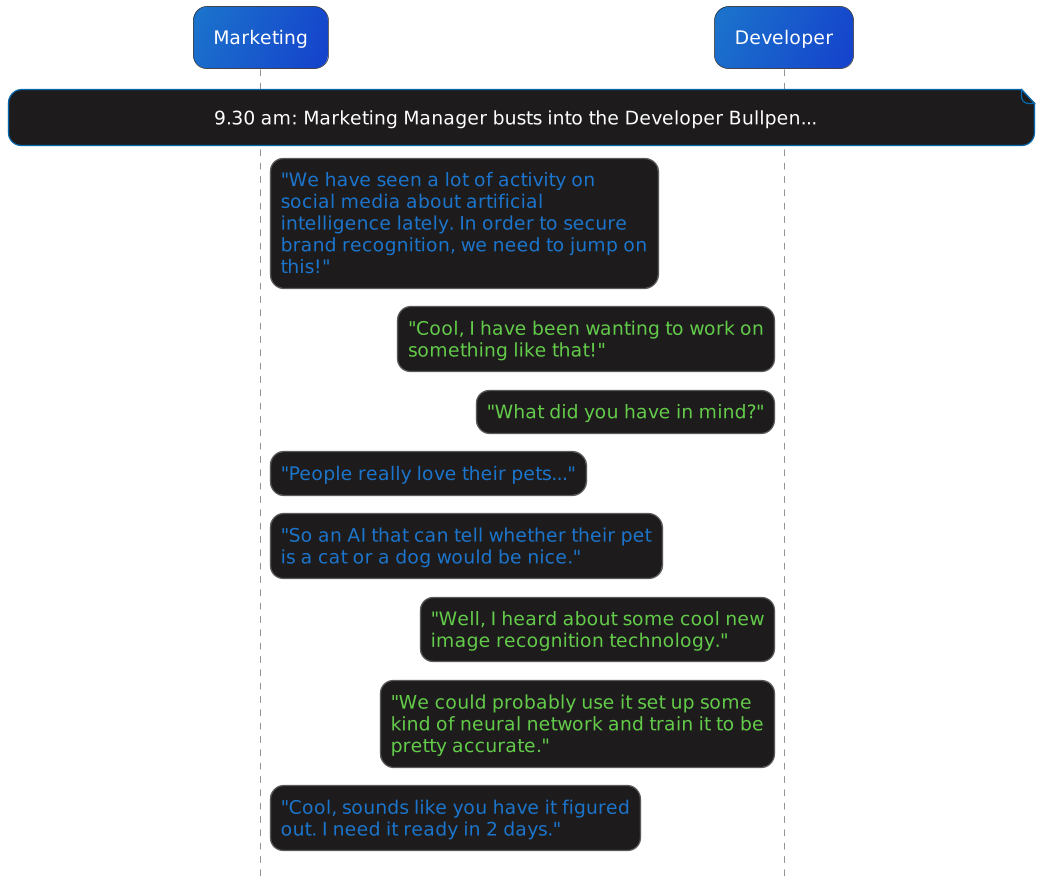 Marketing
Developer
9.30 am: Marketing Manager busts into the Developer Bullpen...
"We have seen a lot of activity on
social media about artificial
intelligence lately. In order to secure
brand recognition, we need to jump on
this!"
"Cool, I have been wanting to work on
something like that!"
"What did you have in mind?"
"People really love their pets..."
"So an AI that can tell whether their pet
is a cat or a dog would be nice."
"Well, I heard about some cool new
image recognition technology."
"We could probably use it set up some
kind of neural network and train it to be
pretty accurate."
"Cool, sounds like you have it figured
out. I need it ready in 2 days."